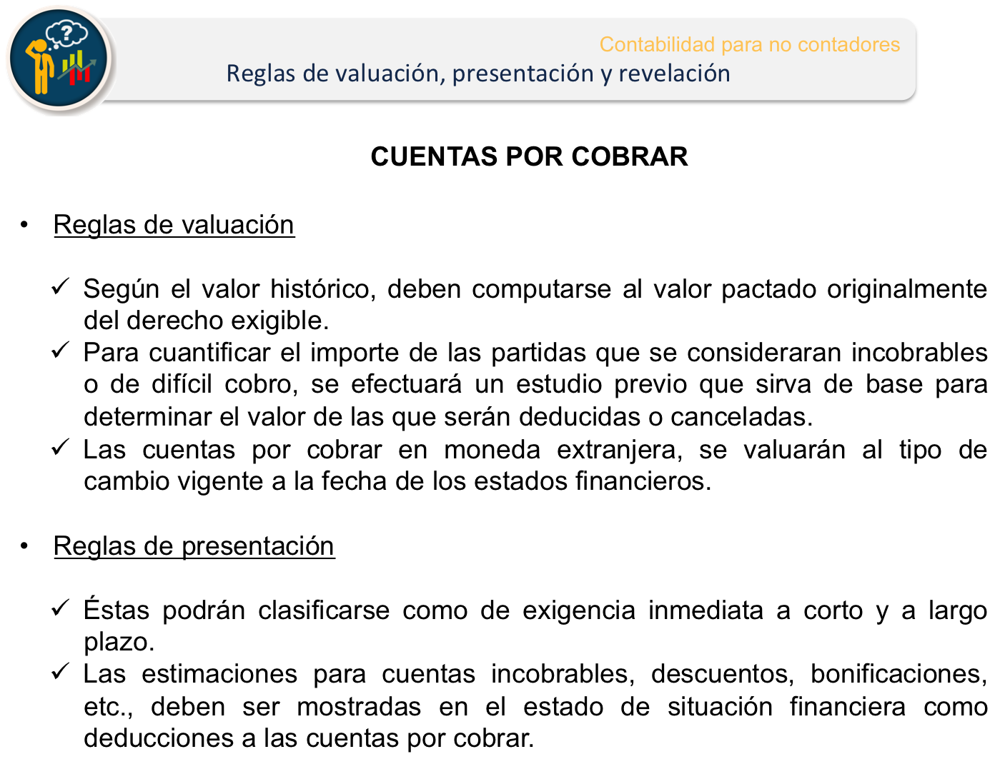 ?
Contabilidad para no contadores
Reglas de valuación, presentación y revelación
CUENTAS POR COBRAR
• Reglas de valuación
✓ Según el valor histórico, deben computarse al valor pactado originalmente
del derecho exigible.
✓ Para cuantificar el importe de las partidas que se consideraran incobrables
o de difícil cobro, se efectuará un estudio previo que sirva de base para
determinar el valor de las que serán deducidas o canceladas.
✓ Las cuentas por cobrar en moneda extranjera, se valuarán al tipo de
cambio vigente a la fecha de los estados financieros.
• Reglas de presentación
✓ Éstas podrán clasificarse como de exigencia inmediata a corto y a largo
plazo.
✓ Las estimaciones para cuentas incobrables, descuentos, bonificaciones,
etc., deben ser mostradas en el estado de situación financiera como
deducciones a las cuentas por cobrar.